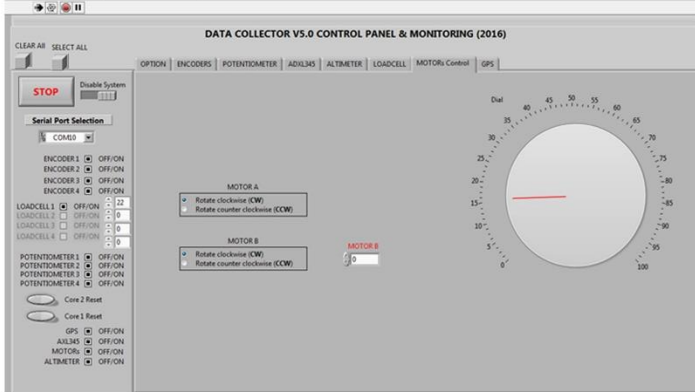 DATA COLLECTOR V5.0 CONTROL PANEL & MONITORING (2016)
CLEAR All SELECT ALL
OPTION ENCODERS POTENTIOMETER ADXL345 ALTIMETER LOADCELL MOTORs Control GPS
STOP
Disable System
Serial Port Selection
COM10
ENCODER 1 OFF/ON
ENCODER 2 OFF/ON
ENCODER 3 OFF/ON
ENCODER 4 OFF/ON
LOADCELL 1 OFF/ON 22
LOADCELL 2 OFF/ON 0
LOADCELL 3 OFF/ON 0
LOADCELL 4 OFF/ON 0
POTENTIOMETER 1 OFF/ON
POTENTIOMETER 2 OFF/ON
POTENTIOMETER 3 OFF/ON
POTENTIOMETER 4 OFF/ON
Core 2 Reset
Core 1 Reset
GPS OFF/ON
AXL345 OFF/ON
MOTORs OFF/ON
ALTIMETER OFF/ON
MOTOR A
Rotate clockwise (CW)
Rotate counter clockwise (CCW)
MOTOR B
Rotate clockwise (CW)
Rotate counter clockwise (CCW)
MOTOR B
0
Dial
0 5 10 15 20 25 30 35 40 45 50 55 60 65 70 75 80 85 90 95 100